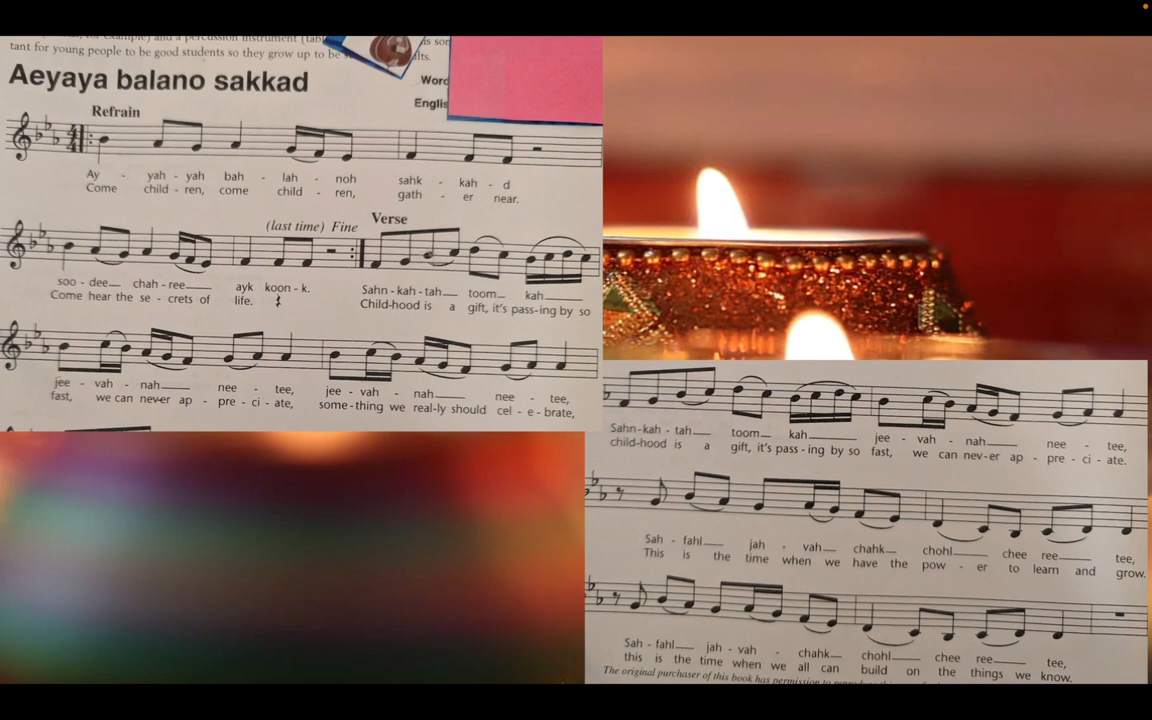 for example) and a percussion instrument
tant for young people to be good students so they grow up to be
Aeyaya balano sakkad
Refrain
Ay - yah - yah bah - lah - noh sahk - kah - d
Come child - ren, come child - ren, gath - er near.
(last time) Fine Verse
soo - dee chah - ree ayk koon - k. Sahn - kah - tah toom kah
Come hear the se - crets of life. Child-hood is a gift, it's pass-ing by so
jee - vah - nah nee - tee, jee - vah - nah nee - tee,
fast, we can never ap - pre - ci - ate, some - thing we real-ly should cel - e - brate,
Sahn-kah - tah toom kah jee - vah - nah nee - tee,
child-hood is a gift, it's pass - ing by so fast, we can nev-er ap - pre - ci - ate.
Sah - fahl jah - vah chahk chohl chee ree tee,
This is the time when we have the pow - er to learn and grow.
Sah - fahl jah - vah - chahk chohl chee ree tee,
this is the time when we all can build on the things we know.
The original purchaser of this book has permission to